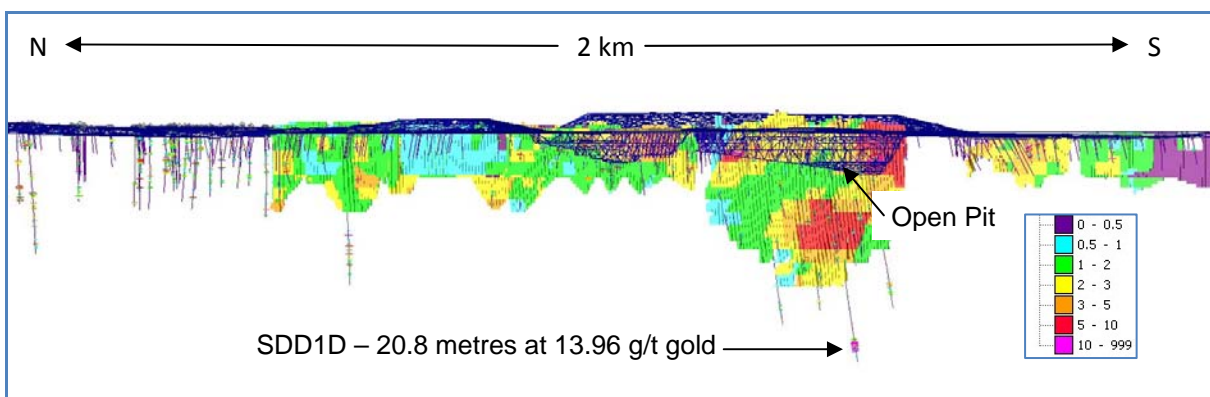 N
2 km
S
Open Pit
SDD1D – 20.8 metres at 13.96 g/t gold
0 - 0.5
0.5 - 1
1 - 2
2 - 3
3 - 5
5 - 10
10 - 999